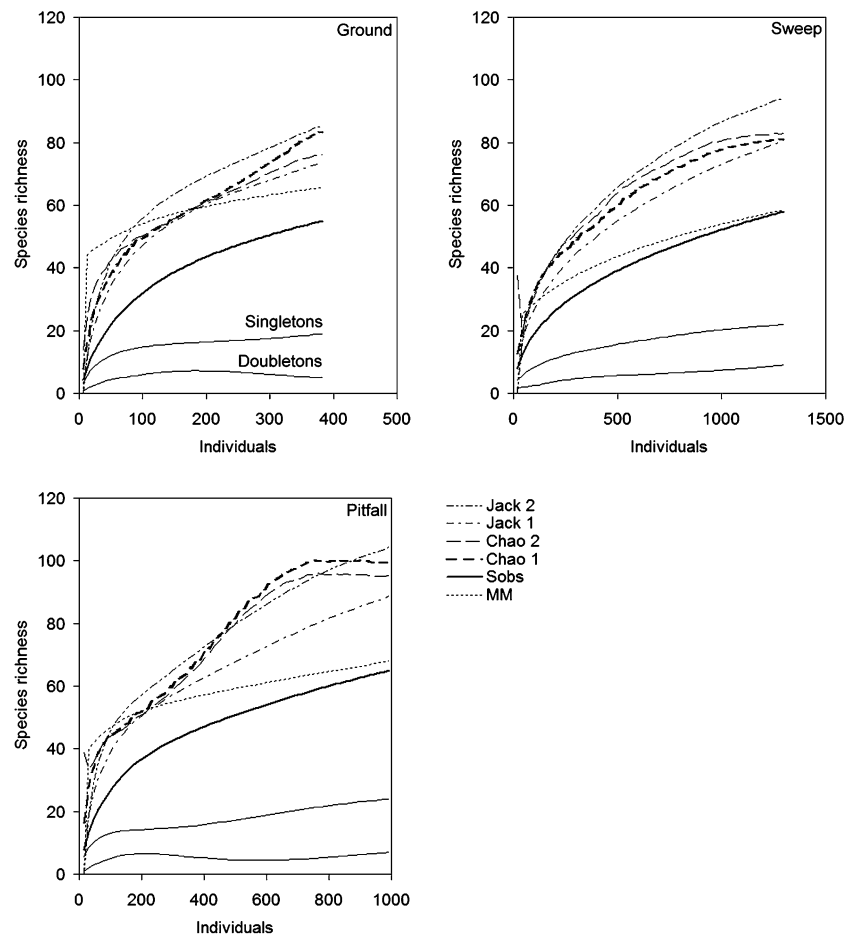 Ground
Species richness
120
100
80
60
40
20
0
Singletons
Doubletons
0 100 200 300 400 500
Individuals
Sweep
Species richness
120
100
80
60
40
20
0
0 500 1000 1500
Individuals
Pitfall
Species richness
120
100
80
60
40
20
0
0 200 400 600 800 1000
Individuals
Jack 2
Jack 1
Chao 2
Chao 1
Sobs
MM